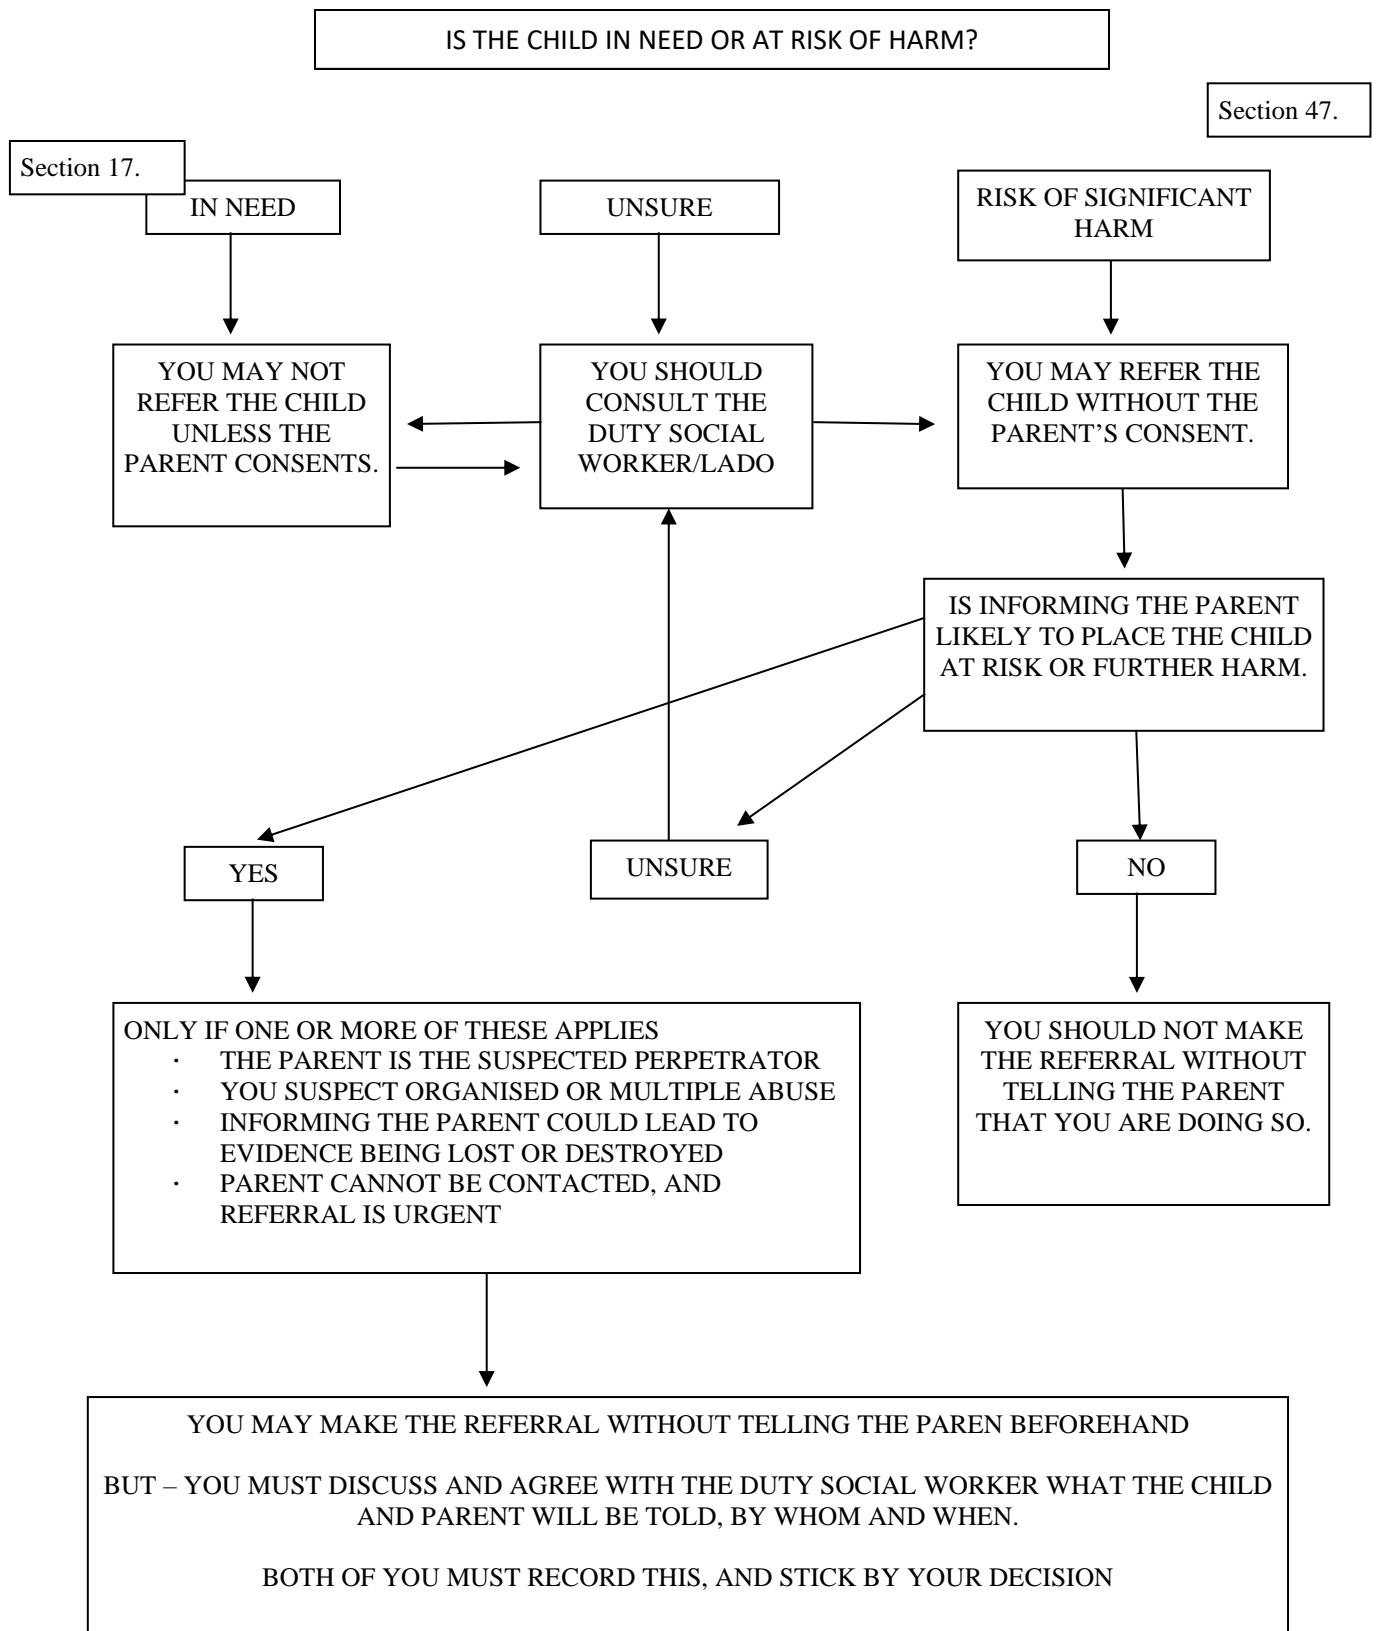 IS THE CHILD IN NEED OR AT RISK OF HARM?
Section 47.
Section 17.
IN NEED
UNSURE
RISK OF SIGNIFICANT
HARM
YOU MAY NOT
REFER THE CHILD
UNLESS THE
PARENT CONSENTS.
YOU SHOULD
CONSULT THE
DUTY SOCIAL
WORKER/LADO
YOU MAY REFER THE
CHILD WITHOUT THE
PARENT’S CONSENT.
IS INFORMING THE PARENT
LIKELY TO PLACE THE CHILD
AT RISK OR FURTHER HARM.
YES
UNSURE
NO
ONLY IF ONE OR MORE OF THESE APPLIES
· THE PARENT IS THE SUSPECTED PERPETRATOR
· YOU SUSPECT ORGANISED OR MULTIPLE ABUSE
· INFORMING THE PARENT COULD LEAD TO
EVIDENCE BEING LOST OR DESTROYED
· PARENT CANNOT BE CONTACTED, AND
REFERRAL IS URGENT
YOU SHOULD NOT MAKE
THE REFERRAL WITHOUT
TELLING THE PARENT
THAT YOU ARE DOING SO.
YOU MAY MAKE THE REFERRAL WITHOUT TELLING THE PAREN BEFOREHAND
BUT – YOU MUST DISCUSS AND AGREE WITH THE DUTY SOCIAL WORKER WHAT THE CHILD
AND PARENT WILL BE TOLD, BY WHOM AND WHEN.
BOTH OF YOU MUST RECORD THIS, AND STICK BY YOUR DECISION